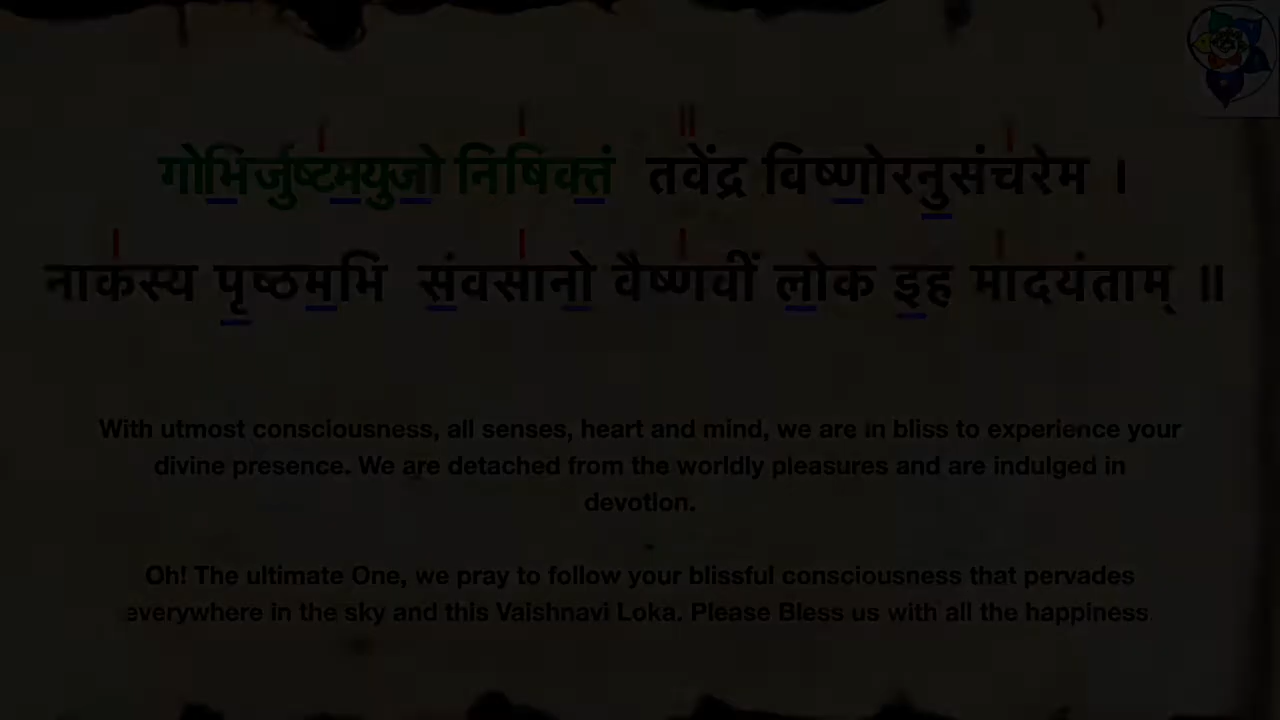 गोभिर्जुष्टमयुजो निषिक्तं तवेंद्र विष्णोरनुसंचरेम ।
नाकस्य पृष्ठमभि संवसानो वैष्णवीं लोक इह मादयंताम् ॥
With utmost consciousness, all senses, heart and mind, we are in bliss to experience your
divine presence. We are detached from the worldly pleasures and are indulged in
devotion.
Oh! The ultimate One, we pray to follow your blissful consciousness that pervades
everywhere in the sky and this Vaishnavi Loka. Please Bless us with all the happiness